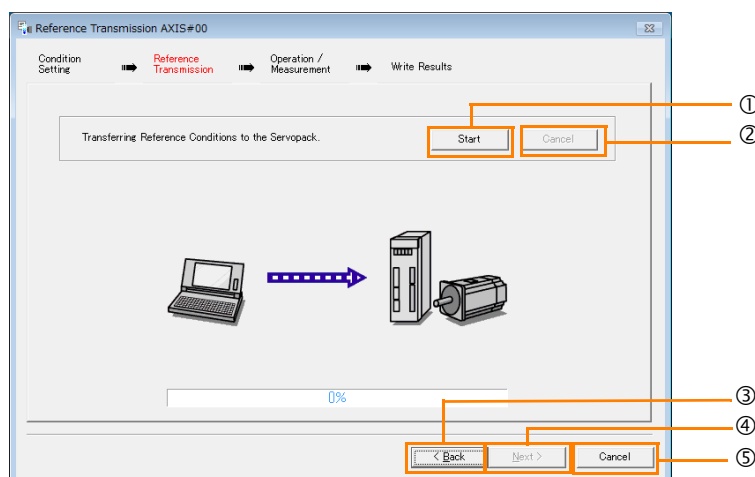 Reference Transmission AXIS#00
Condition Setting
Reference Transmission
Operation / Measurement
Write Results
①
Transferring Reference Conditions to the Servopack.
Start
Cancel
②
0%
③
④
< Back
Next >
Cancel
⑤